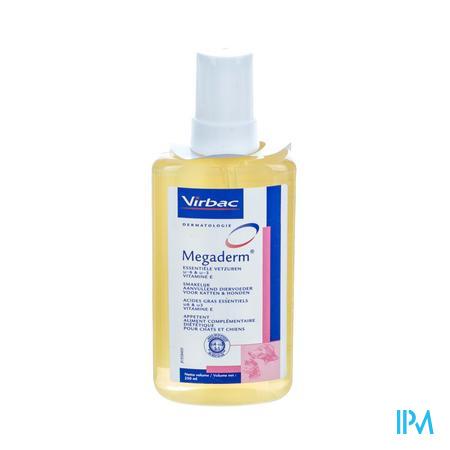 Virbac
DERMATOLOGIE
Megaderm®
ESSENTIËLE VETZUREN
ω-6 & ω-3
VITAMINE E
SMAKELIJK
AANVULLEND DIERVOEDER
VOOR KATTEN & HONDEN
ACIDES GRAS ESSENTIELS
ω6 & ω3
VITAMINE E
APPETENT
ALIMENT COMPLÉMENTAIRE
DIÉTÉTIQUE
POUR CHATS ET CHIENS
Netto volume / Volume net :
250 ml
IPM